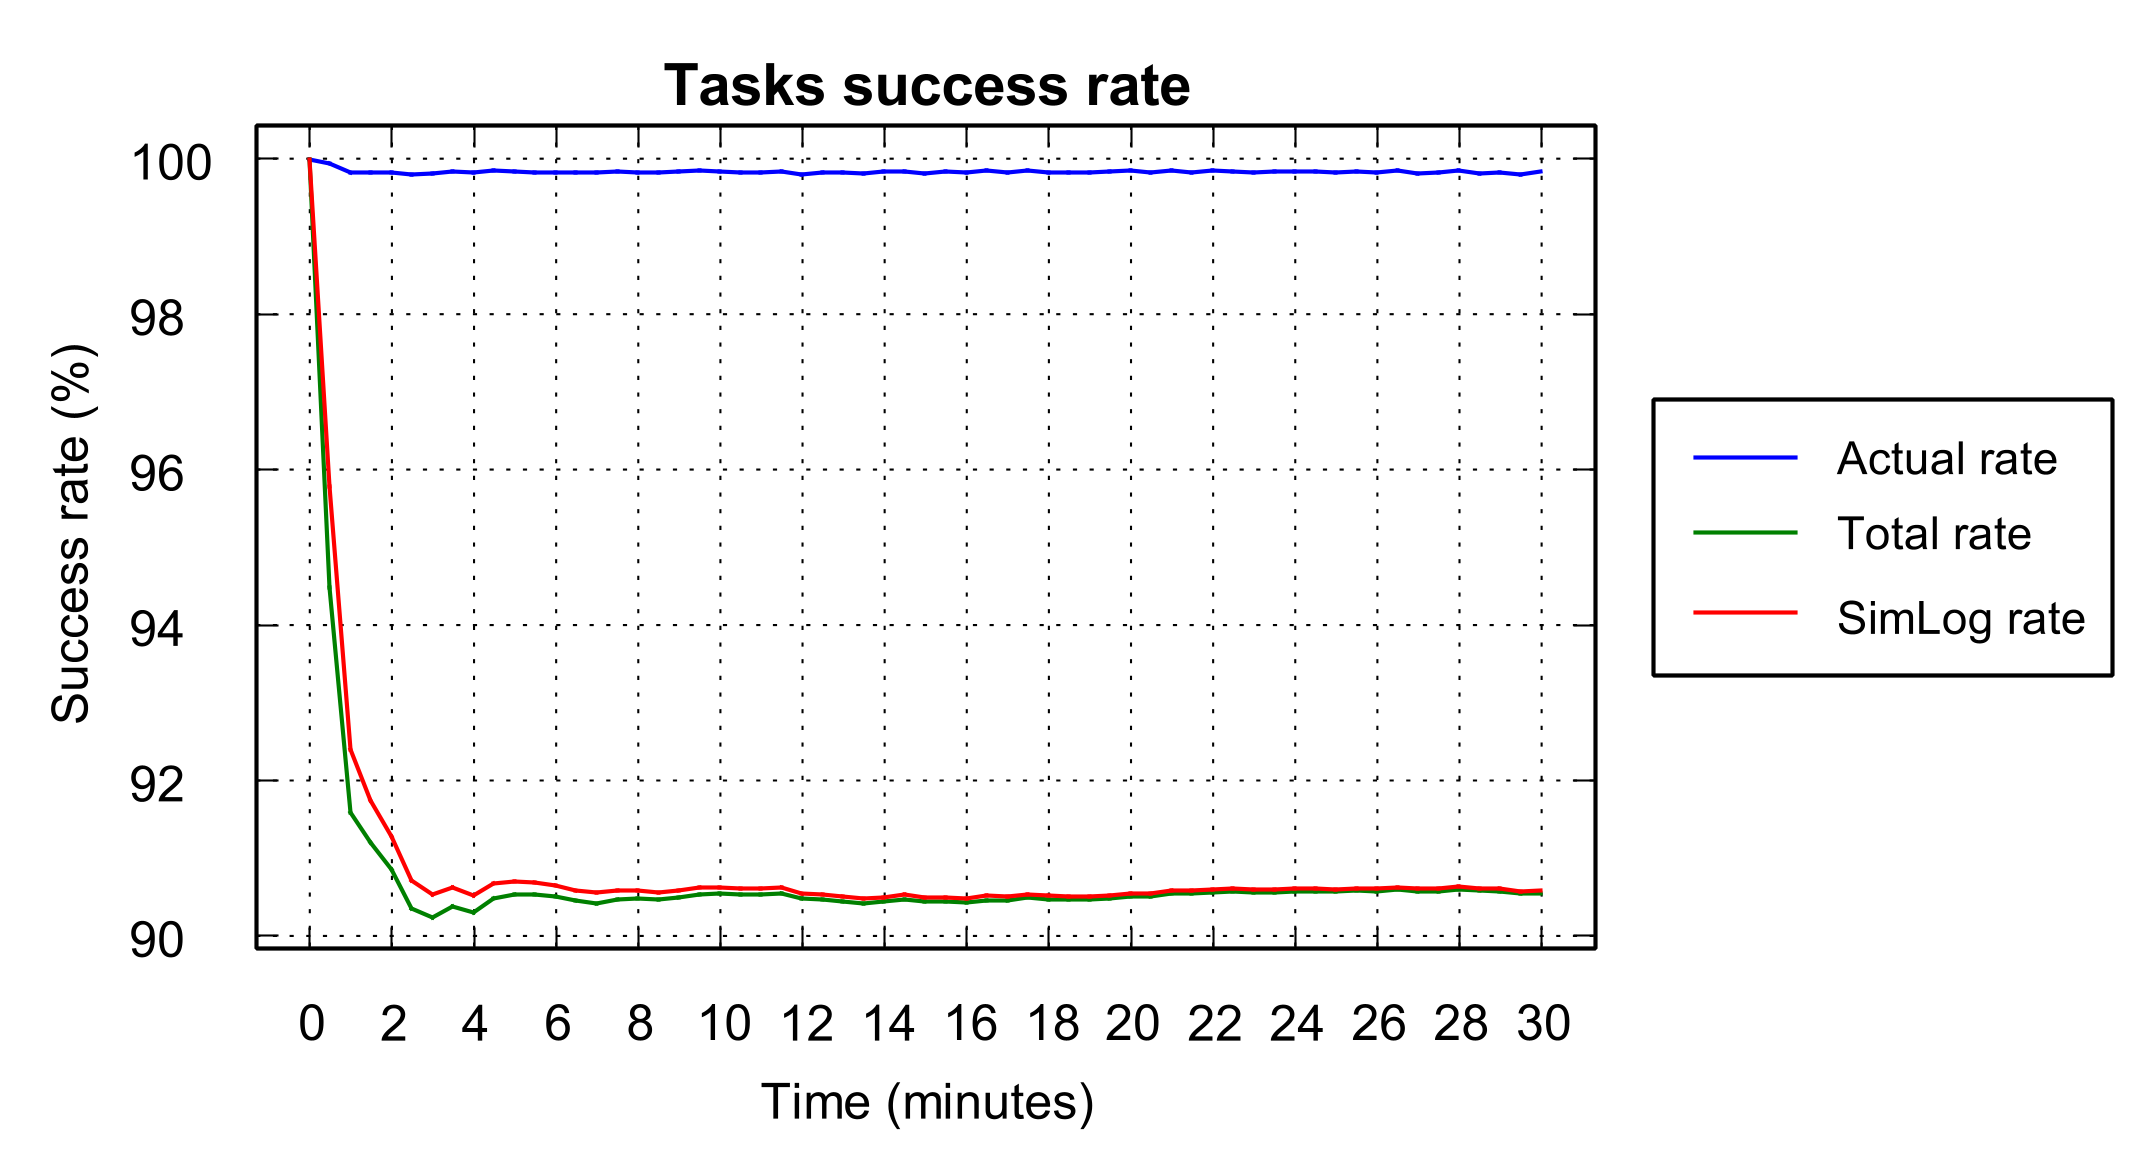 Tasks success rate
100
98
96
94
92
90
Success rate (%)
0 2 4 6 8 10 12 14 16 18 20 22 24 26 28 30
Time (minutes)
Actual rate
Total rate
SimLog rate